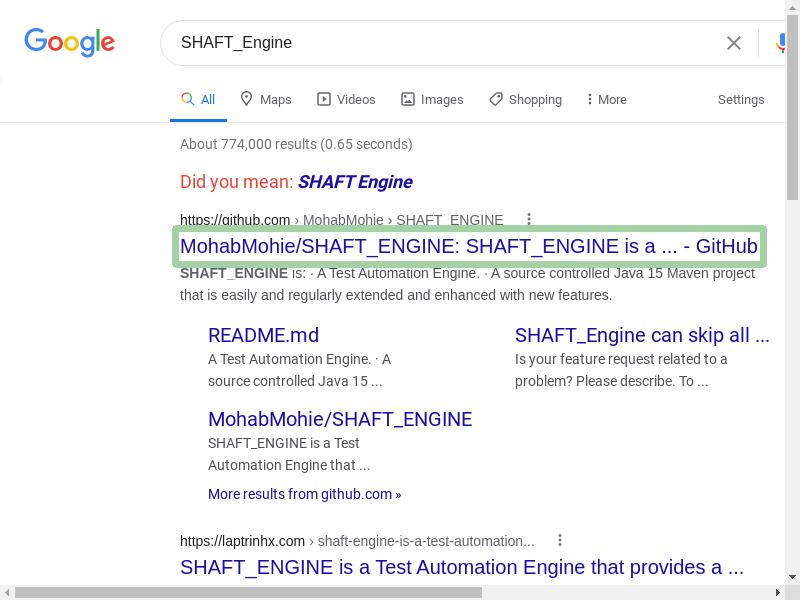 Google
SHAFT_Engine
All Maps Videos Images Shopping More Settings
About 774,000 results (0.65 seconds)
Did you mean: SHAFT Engine
https://github.com › MohabMohie › SHAFT_ENGINE
MohabMohie/SHAFT_ENGINE: SHAFT_ENGINE is a ... - GitHub
SHAFT_ENGINE is: · A Test Automation Engine. · A source controlled Java 15 Maven project
that is easily and regularly extended and enhanced with new features.
README.md
A Test Automation Engine. · A
source controlled Java 15 ...
SHAFT_Engine can skip all ...
Is your feature request related to a
problem? Please describe. To ...
MohabMohie/SHAFT_ENGINE
SHAFT_ENGINE is a Test
Automation Engine that ...
More results from github.com »
https://laptrinhx.com › shaft-engine-is-a-test-automation...
SHAFT_ENGINE is a Test Automation Engine that provides a ...